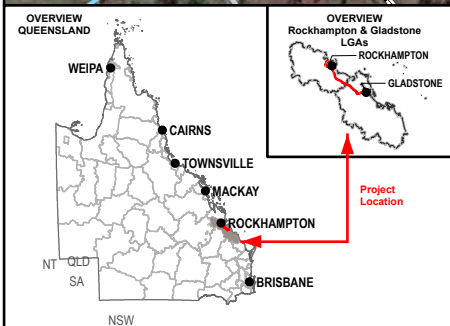 OVERVIEW
QUEENSLAND
WEIPA
CAIRNS
TOWNSVILLE
MACKAY
ROCKHAMPTON
BRISBANE
NT
QLD
SA
NSW
OVERVIEW
Rockhampton & Gladstone
LGAs
ROCKHAMPTON
GLADSTONE
Project
Location